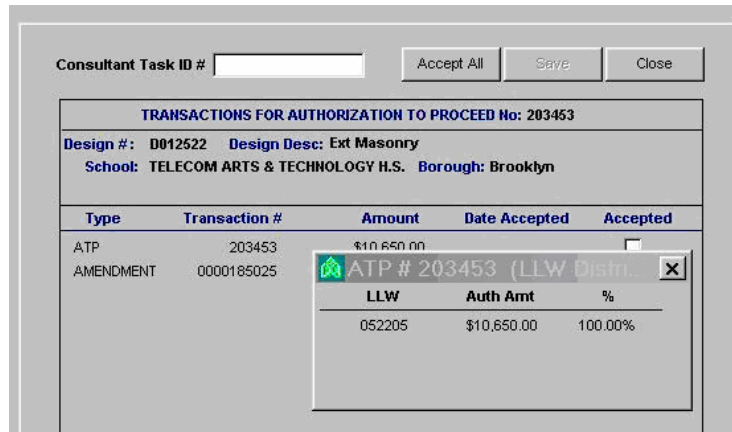 Consultant Task ID # Accept All Save Close
TRANSACTIONS FOR AUTHORIZATION TO PROCEED No: 203453
Design #: D012522 Design Desc: Ext Masonry
School: TELECOM ARTS & TECHNOLOGY H.S. Borough: Brooklyn
Type Transaction # Amount Date Accepted Accepted
ATP 203453 $10,650.00
AMENDMENT 0000185025
ATP # 203453 (LLW Distri...
LLW Auth Amt %
052205 $10,650.00 100.00%